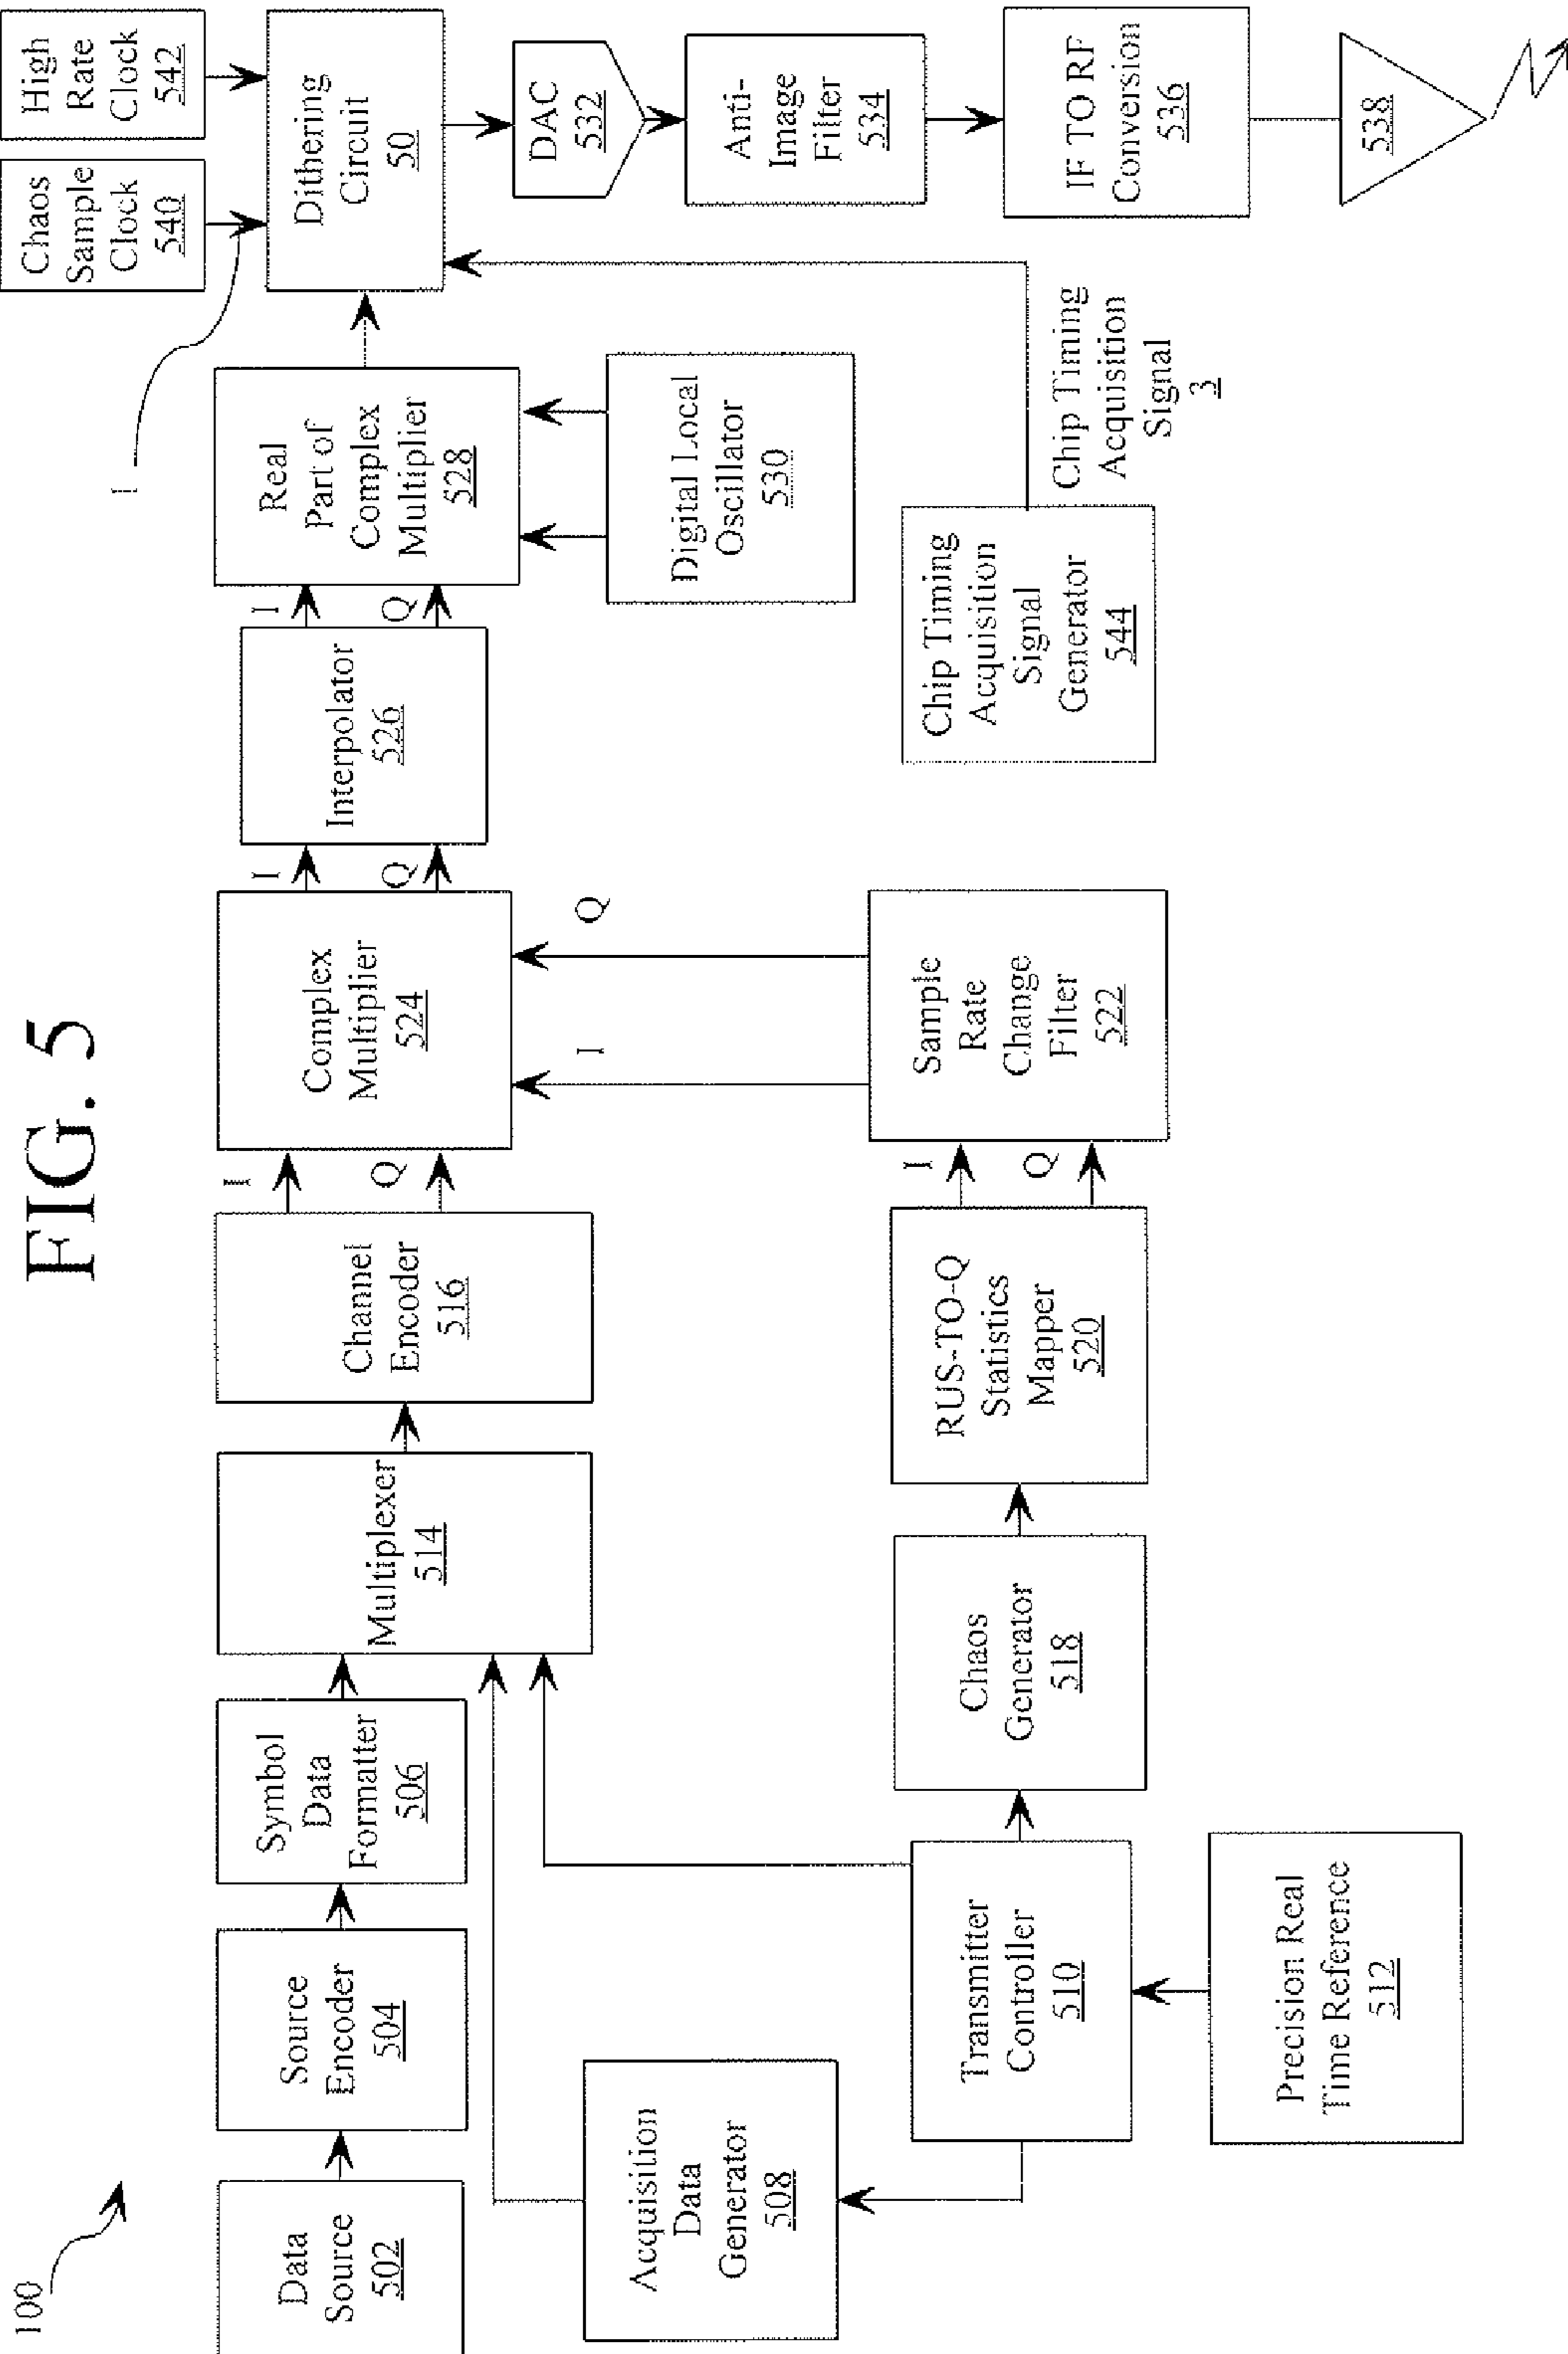 FIG. 5
100
Data
Source
502
Source
Encoder
504
Symbol
Data
Formatter
506
Multiplexer
514
Channel
Encoder
516
I
Q
Complex
Multiplier
524
I
Q
Interpolator
526
I
Q
Real
Part of
Complex
Multiplier
528
Chaos
Sample
Clock
540
High
Rate
Clock
542
1
Dithering
Circuit
50
DAC
532
Anti-
Image
Filter
534
IF TO RF
Conversion
536
538
Digital Local
Oscillator
530
Acquisition
Data
Generator
508
Transmitter
Controller
510
Precision Real
Time Reference
512
Chaos
Generator
518
RUS-TO-Q
Statistics
Mapper
520
I
Q
Sample
Rate
Change
Filter
522
I
Q
Chip Timing
Acquisition
Signal
Generator
544
Chip Timing
Acquisition
Signal
3